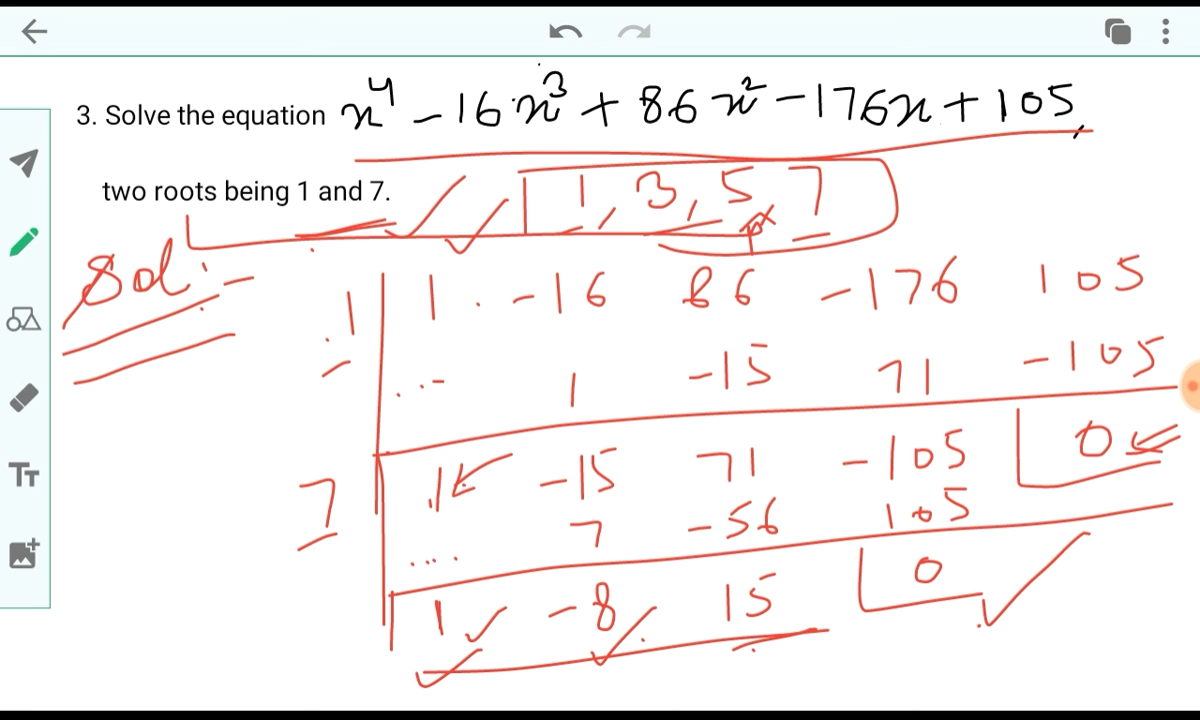 3. Solve the equation x⁴ - 16x³ + 86x² - 176x + 105,
two roots being 1 and 7.
1, 3, 5, 7
Sol:-
1 | 1 -16 86 -176 105
1 -15 71 -105
7 | 1 -15 71 -105 | 0
7 -56 105
1 -8 15 | 0
TT